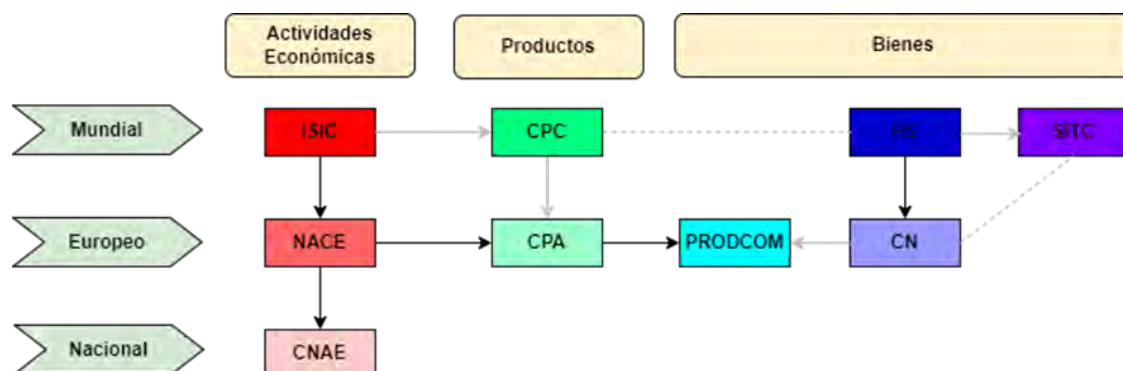 Actividades
Económicas
Productos
Bienes
Mundial
ISIC
CPC
HS
SITC
Europeo
NACE
CPA
PRODCOM
CN
Nacional
CNAE